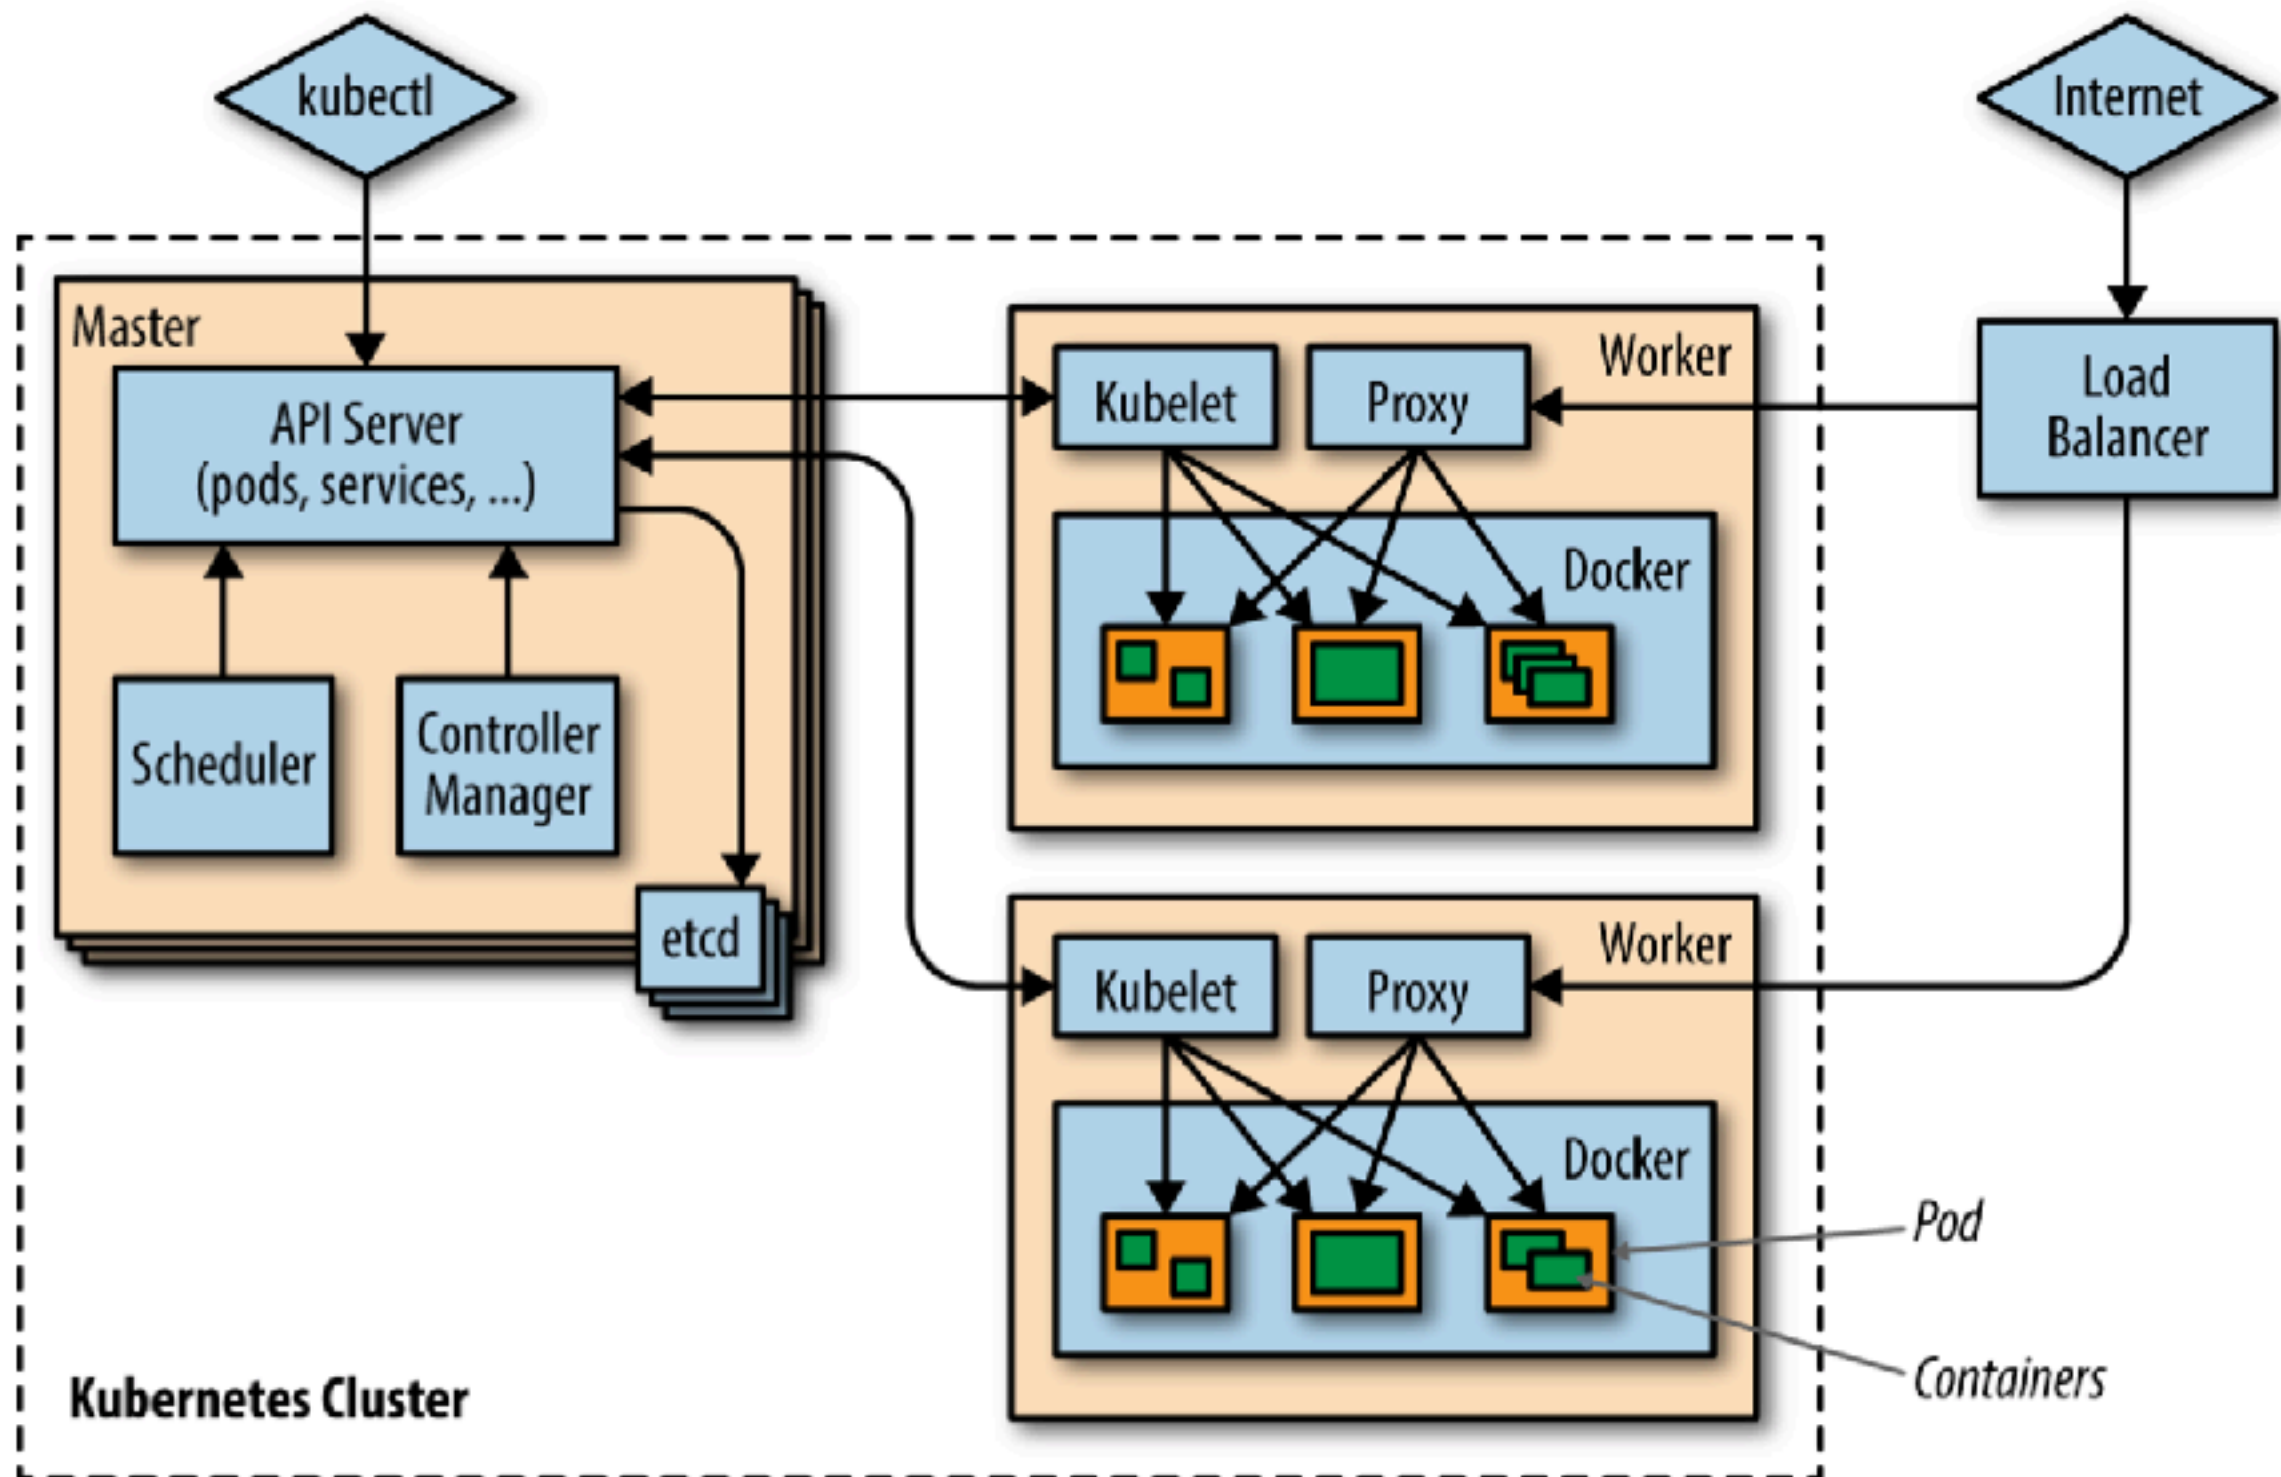 kubectl
Internet
Master
API Server
(pods, services, ...)
Scheduler
Controller
Manager
etcd
Worker
Kubelet
Proxy
Docker
Load
Balancer
Worker
Kubelet
Proxy
Docker
Pod
Containers
Kubernetes Cluster